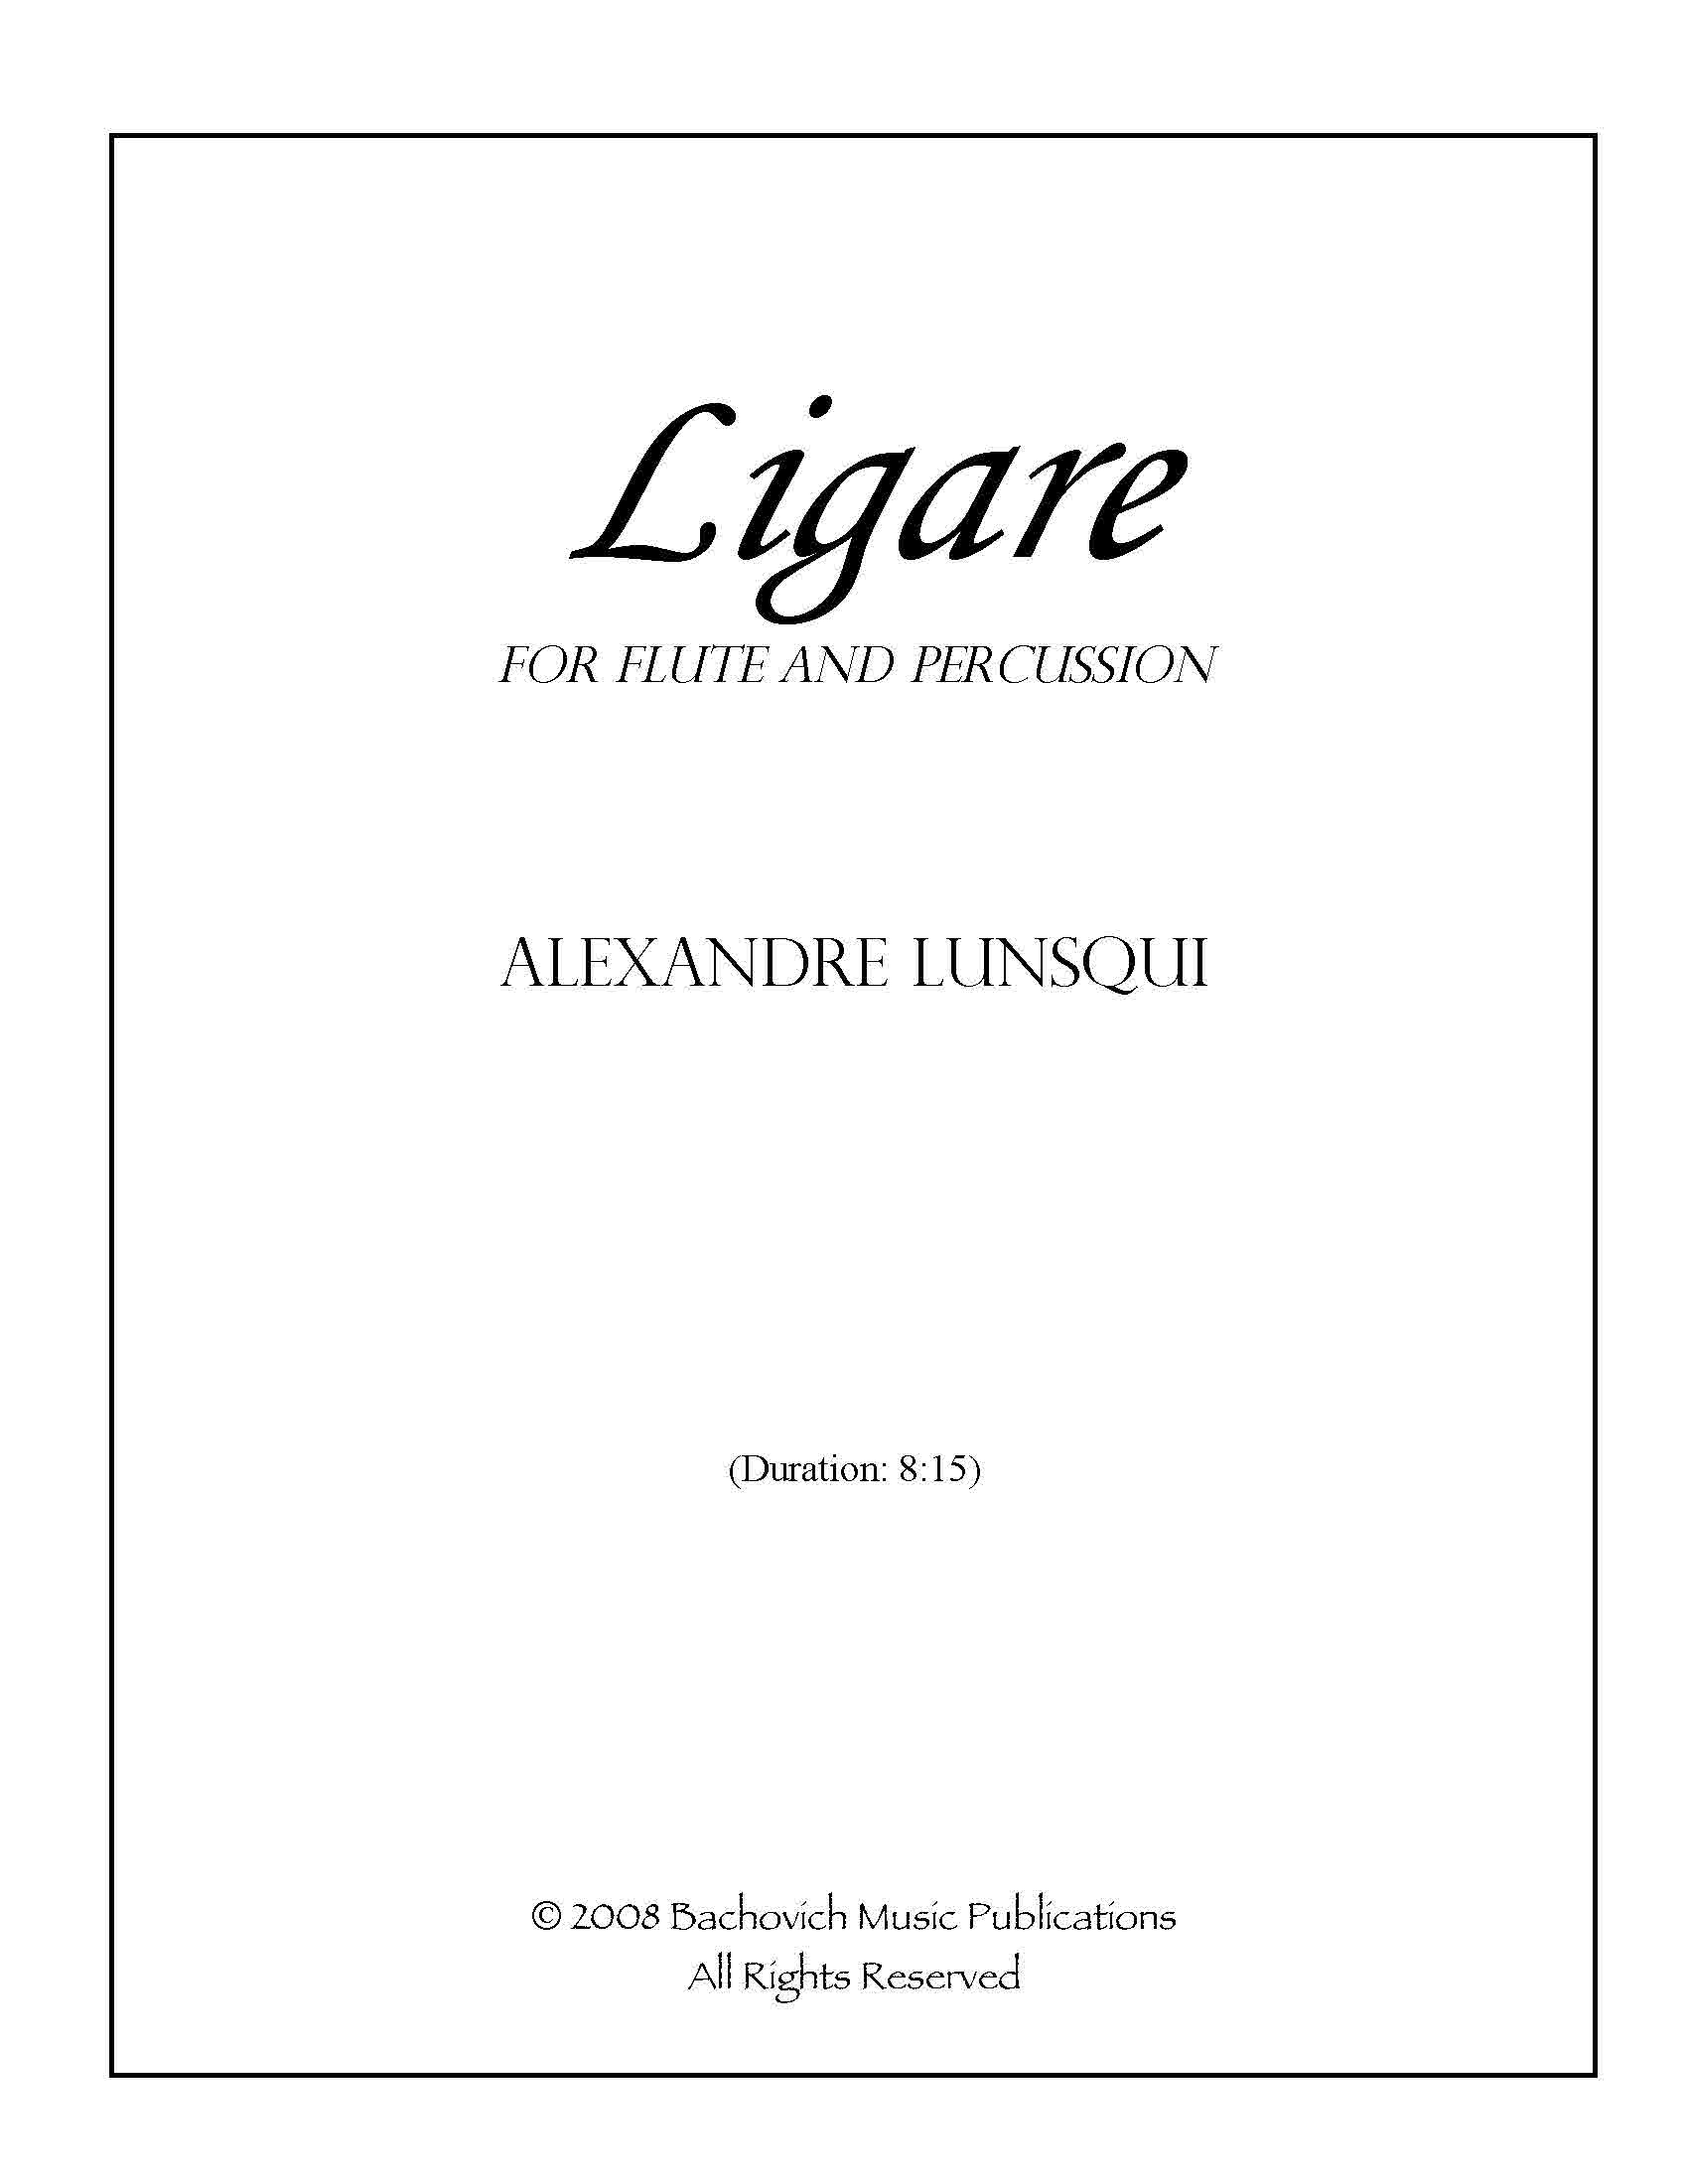 Ligare
FOR FLUTE AND PERCUSSION
ALEXANDRE LUNSQUI
(Duration: 8:15)
© 2008 Bachovich Music Publications
All Rights Reserved